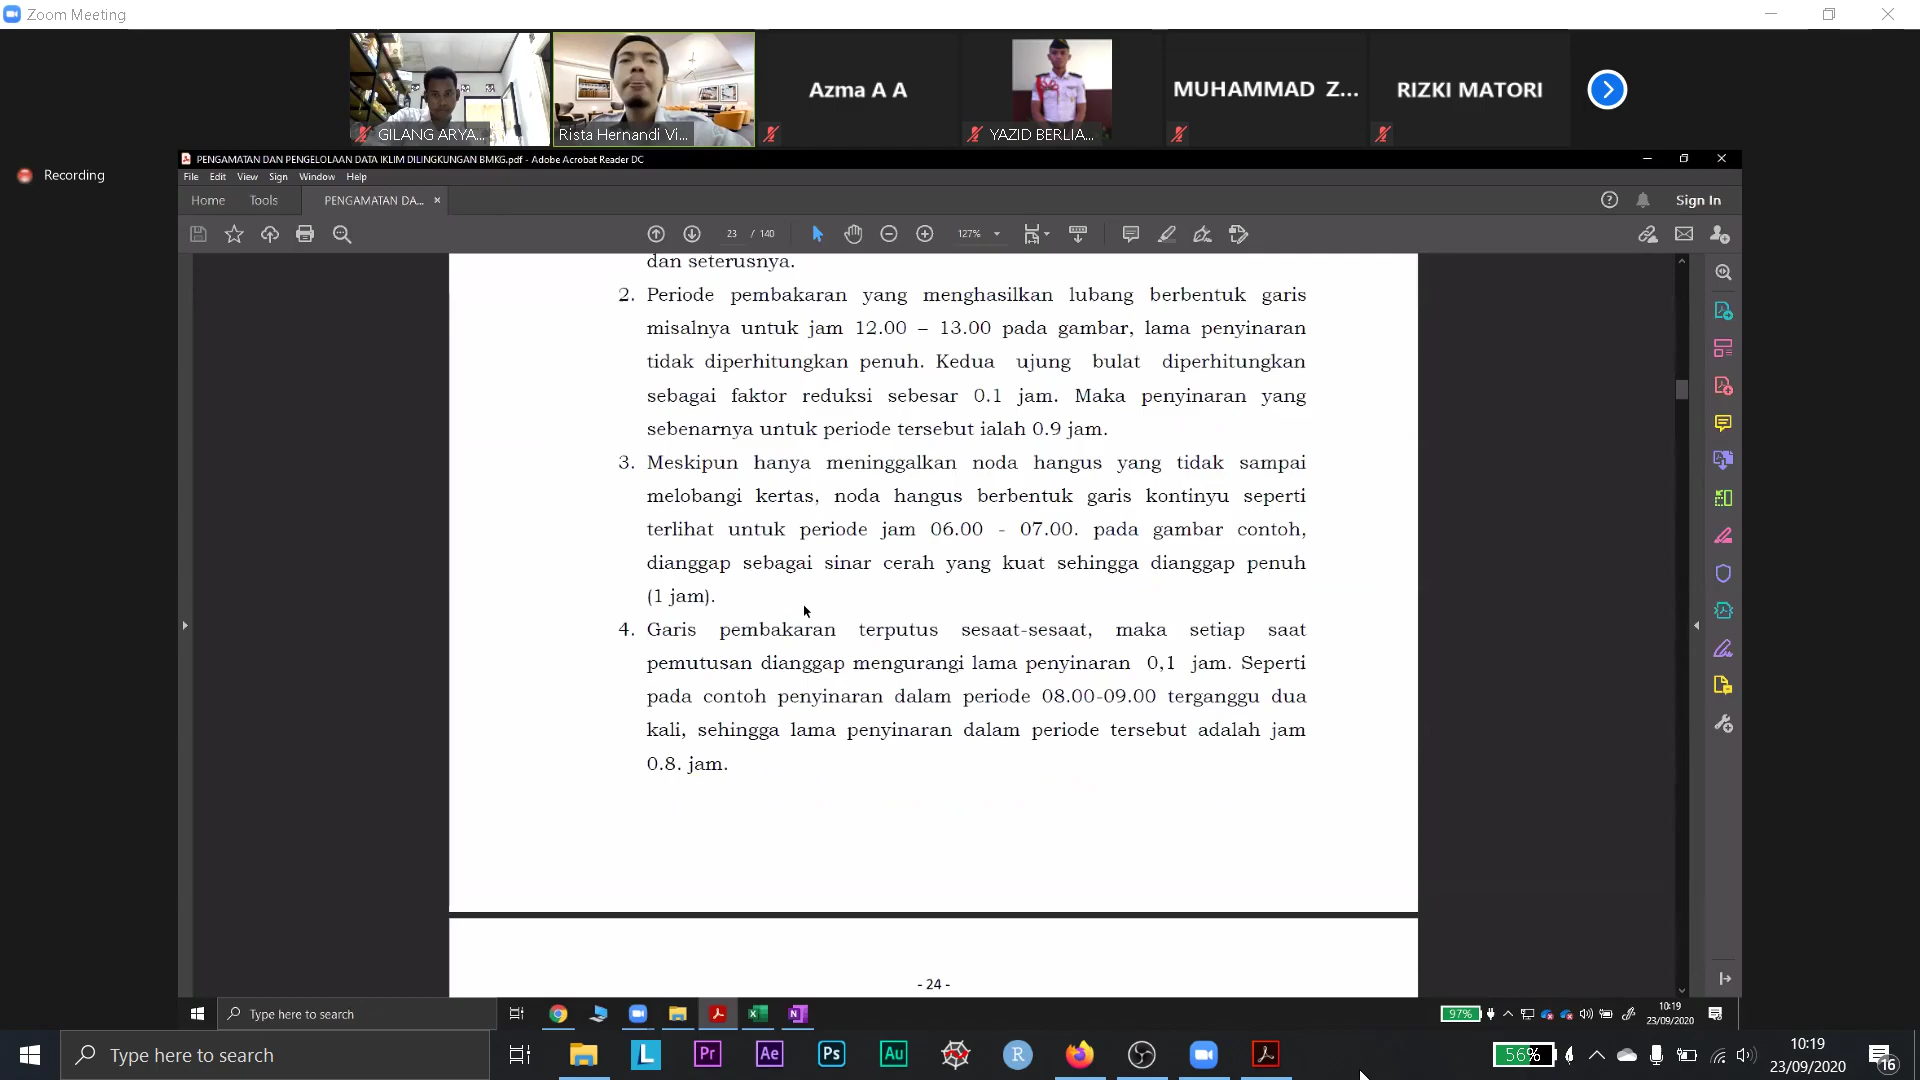 Zoom Meeting
GILANG ARYA...
Rista Hernandi Vi...
Azma A A
YAZID BERLIA...
MUHAMMAD Z...
RIZKI MATORI
Recording
PENGAMATAN DAN PENGELOLAAN DATA IKLIM DILINGKUNGAN BMKG.pdf - Adobe Acrobat Reader DC
File Edit View Sign Window Help
Home Tools PENGAMATAN DA... × Sign In
23 / 140 127%
dan seterusnya.
2. Periode pembakaran yang menghasilkan lubang berbentuk garis
misalnya untuk jam 12.00 – 13.00 pada gambar, lama penyinaran
tidak diperhitungkan penuh. Kedua ujung bulat diperhitungkan
sebagai faktor reduksi sebesar 0.1 jam. Maka penyinaran yang
sebenarnya untuk periode tersebut ialah 0.9 jam.
3. Meskipun hanya meninggalkan noda hangus yang tidak sampai
melobangi kertas, noda hangus berbentuk garis kontinyu seperti
terlihat untuk periode jam 06.00 - 07.00. pada gambar contoh,
dianggap sebagai sinar cerah yang kuat sehingga dianggap penuh
(1 jam).
4. Garis pembakaran terputus sesaat-sesaat, maka setiap saat
pemutusan dianggap mengurangi lama penyinaran 0,1 jam. Seperti
pada contoh penyinaran dalam periode 08.00-09.00 terganggu dua
kali, sehingga lama penyinaran dalam periode tersebut adalah jam
0.8. jam.
- 24 -
Type here to search
97%
10:19
23/09/2020
Type here to search
L Pr Ae Ps Au R
56%
10:19
23/09/2020
16